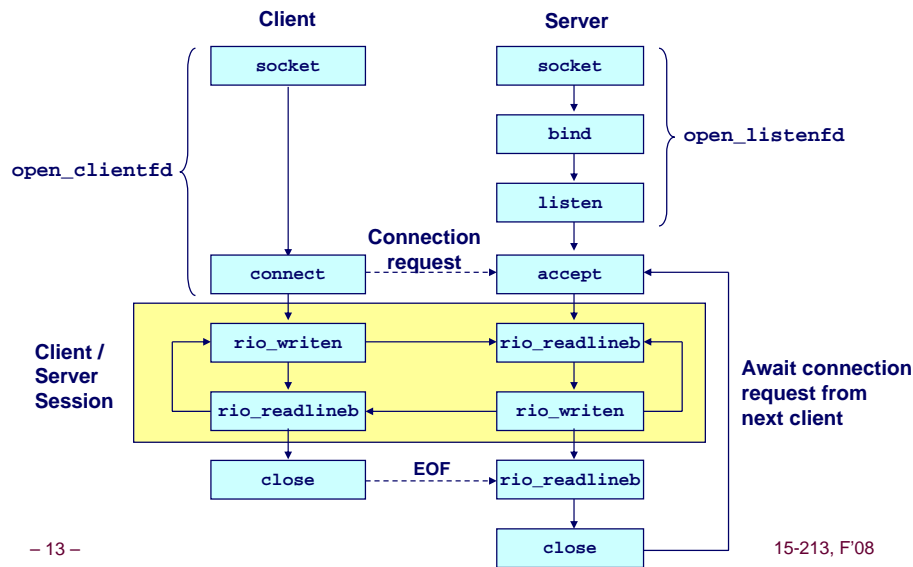 Client
Server
socket
socket
open_clientfd
bind
open_listenfd
listen
Connection
request
connect
accept
Client /
Server
Session
rio_writen
rio_readlineb
Await connection
request from
next client
rio_readlineb
rio_writen
close
EOF
rio_readlineb
close
– 13 –
15-213, F'08